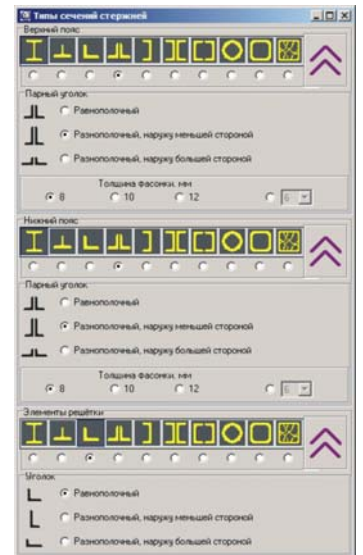 Типы сечений стержней
Верхний пояс
Парный уголок
Равнополочный
Разнополочный, наружу меньшей стороной
Разнополочный, наружу большей стороной
Толщина фасонки, мм
8 10 12 6
Нижний пояс
Парный уголок
Равнополочный
Разнополочный, наружу меньшей стороной
Разнополочный, наружу большей стороной
Толщина фасонки, мм
8 10 12 6
Элементы решётки
Уголок
Равнополочный
Разнополочный, наружу меньшей стороной
Разнополочный, наружу большей стороной